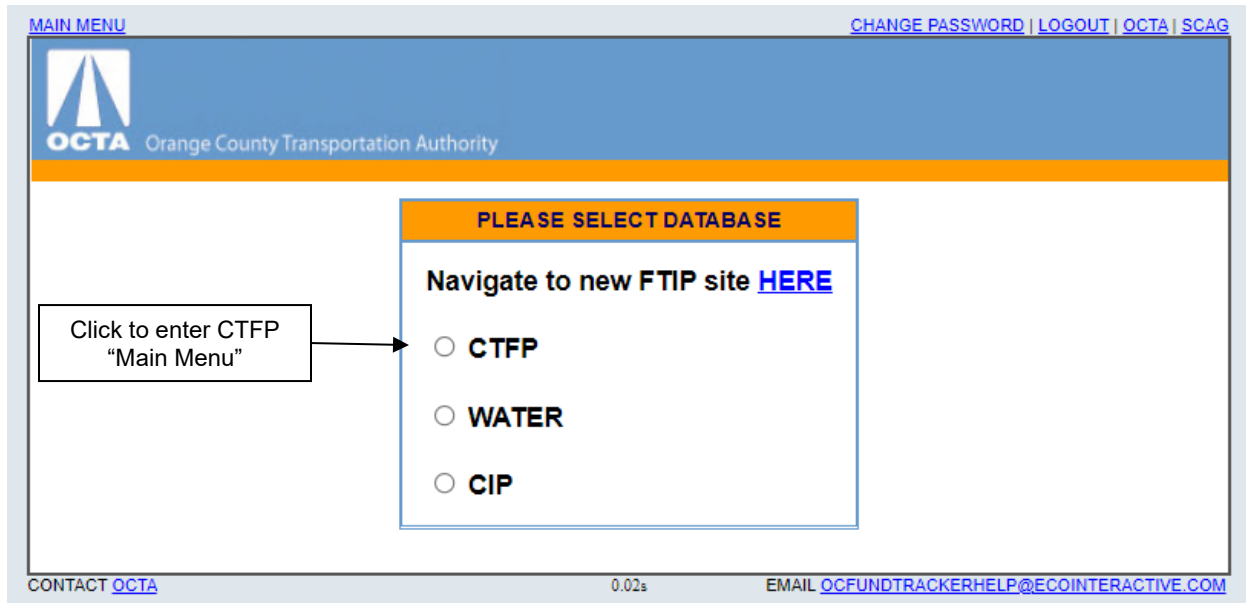 MAIN MENU
CHANGE PASSWORD | LOGOUT | OCTA | SCAG
OCTA Orange County Transportation Authority
PLEASE SELECT DATABASE
Navigate to new FTIP site HERE
Click to enter CTFP
“Main Menu”
CTFP
WATER
CIP
CONTACT OCTA
0.02s
EMAIL OCFUNDTRACKERHELP@ECOINTERACTIVE.COM